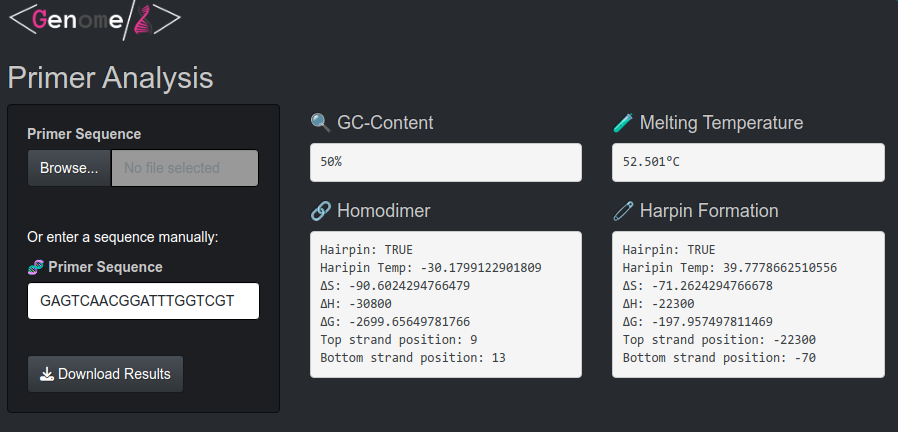 <Genome/>
Primer Analysis
Primer Sequence
Browse... No file selected
Or enter a sequence manually:
Primer Sequence
GAGTCAACGGATTTGGTCGT
Download Results
GC-Content
50%
Melting Temperature
52.501°C
Homodimer
Hairpin: TRUE
Haripin Temp: -30.1799122901809
ΔS: -90.6024294766479
ΔH: -30800
ΔG: -2699.65649781766
Top strand position: 9
Bottom strand position: 13
Harpin Formation
Hairpin: TRUE
Haripin Temp: 39.7778662510556
ΔS: -71.2624294766678
ΔH: -22300
ΔG: -197.957497811469
Top strand position: -22300
Bottom strand position: -70